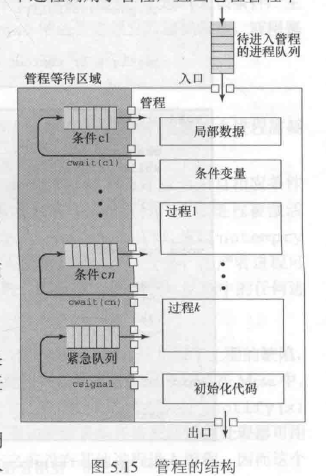 待进入管程
的进程队列
管程等待区域
入口
管程
局部数据
条件c1
cwait(c1)
条件变量
过程1
条件cn
cwait(cn)
过程k
紧急队列
csignal
初始化代码
出口
图 5.15 管程的结构